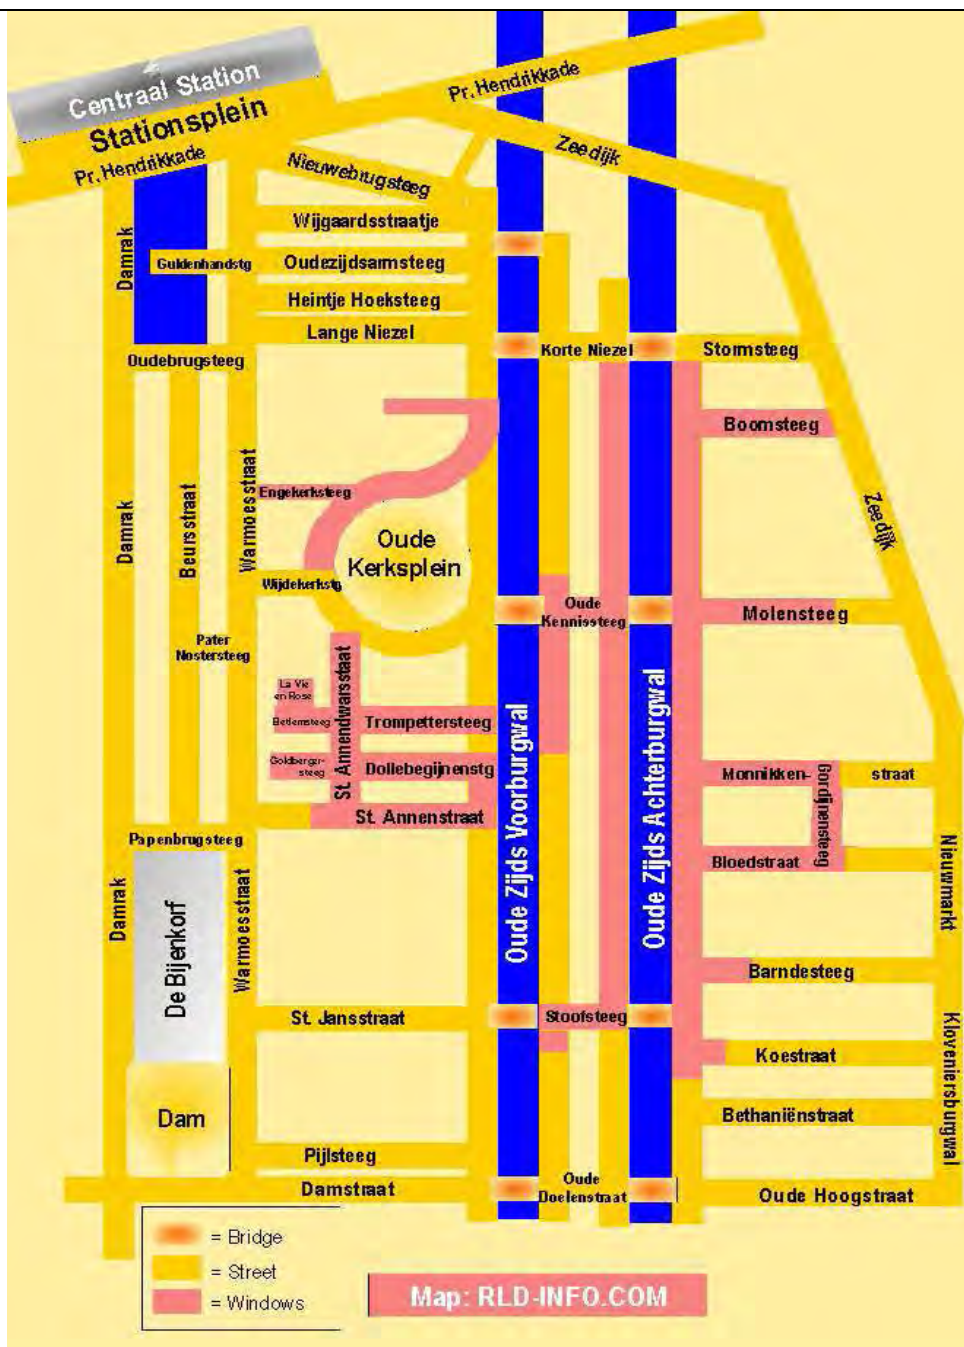 Centraal Station
Stationsplein
Pr. Hendrikkade
Pr. Hendrikkade
Zeedijk
Nieuwebrugsteeg
Wijgaardsstraatje
Damrak
Guldenhandstg
Oudezijdsarmsteeg
Heintje Hoeksteeg
Lange Niezel
Korte Niezel
Stormsteeg
Oudebrugsteeg
Boomsteeg
Damrak
Beursstraat
Warmoesstraat
Engekerksteeg
Zeedijk
Oude
Kerksplein
Wijdekerkstg
Oude
Kennissteeg
Molensteeg
Pater
Nostersteeg
St. Annendwarsstaat
La Vie
en Rose
Betlemsteeg
Trompettersteeg
Goldberger-
steeg
Dollebegijnenstg
Oude Zijds Voorburgwal
Oude Zijds Achterburgwal
Monnikken-
straat
Gordijnensteeg
St. Annenstraat
Papenbrugsteeg
Bloedstraat
Nieuwmarkt
Damrak
De Bijenkorf
Warmoesstraat
Barndesteeg
St. Jansstraat
Stoofsteeg
Koestraat
Kloveniersburgwal
Dam
Bethaniënstraat
Pijlsteeg
Damstraat
Oude
Doelenstraat
Oude Hoogstraat
= Bridge
= Street
= Windows
Map: RLD-INFO.COM